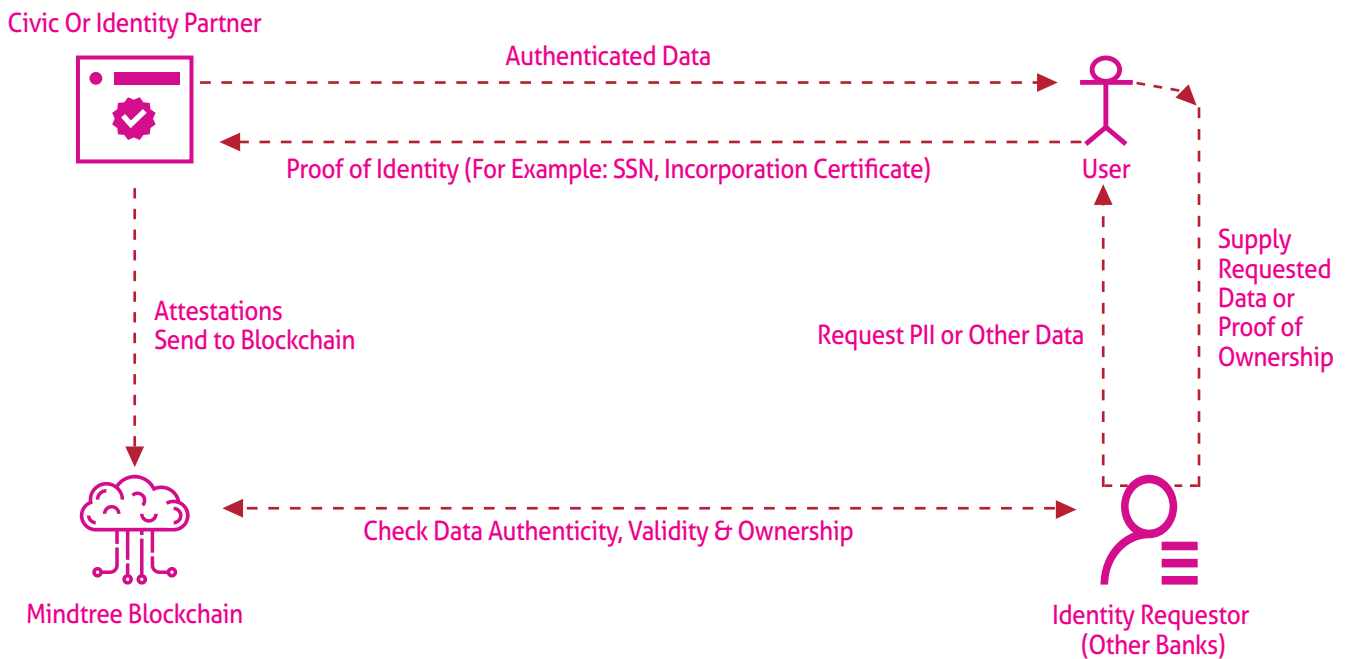 Civic Or Identity Partner
Authenticated Data
Proof of Identity (For Example: SSN, Incorporation Certificate)
User
Supply
Requested
Data or
Proof of
Ownership
Attestations
Send to Blockchain
Request PII or Other Data
Check Data Authenticity, Validity & Ownership
Mindtree Blockchain
Identity Requestor
(Other Banks)